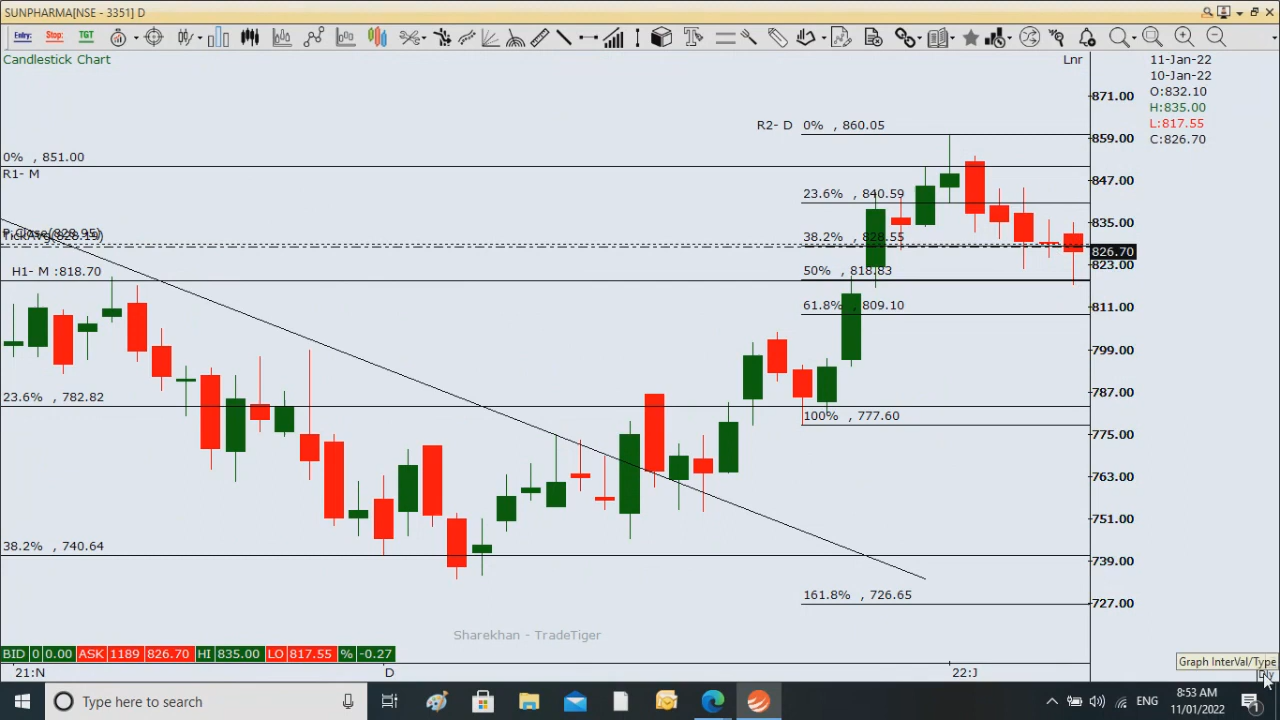 SUNPHARMA[NSE - 3351] D
Entry:
Stop:
TGT
Candlestick Chart
Lnr
11-Jan-22
10-Jan-22
O:832.10
H:835.00
L:817.55
C:826.70
871.00
859.00
847.00
835.00
826.70
823.00
811.00
799.00
787.00
775.00
763.00
751.00
739.00
727.00
R2- D 0% , 860.05
0% , 851.00
R1- M
23.6% , 840.59
38.2% , 828.55
H1- M :818.70
50% , 818.83
61.8% , 809.10
23.6% , 782.82
100% , 777.60
38.2% , 740.64
161.8% , 726.65
Sharekhan - TradeTiger
BID 0 0.00 ASK 1189 826.70 HI 835.00 LO 817.55 % -0.27
Graph InterVal/Type
21:N D 22:J
Type here to search
ENG
8:53 AM
11/01/2022
1